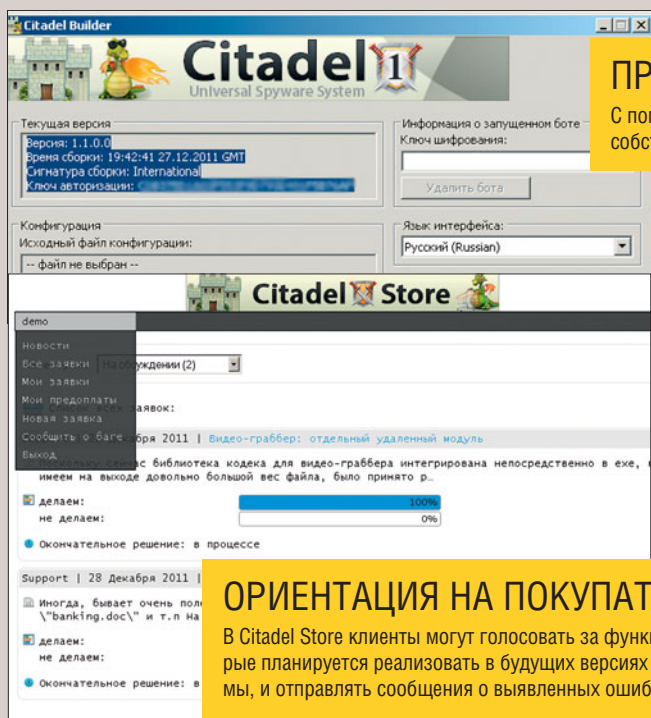 Citadel Builder
Citadel 1
Universal Spyware System
ПР
С пог
собст
Текущая версия
Версия: 1.1.0.0
Время сборки: 19:42:41 27.12.2011 GMT
Сигнатура сборки: International
Ключ авторизации:
Информация о запущенном боте
Ключ шифрования:
Удалить бота
Конфигурация
Исходный файл конфигурации:
-- файл не выбран --
Язык интерфейса:
Русский (Russian)
Citadel Store
demo
Новости
Все заявки
Мои заявки
Мои предоплаты
Новая заявка
Сообщить о баге
Выход
обсуждении (2)
всех заявок:
бря 2011 | Видео-граббер: отдельный удаленный модуль
сейчас библиотека кодека для видео-граббера интегрирована непосредственно в exe,
имеем на выходе довольно большой вес файла, было принято р…
делаем: 100%
не делаем: 0%
Окончательное решение: в процессе
Support | 28 Декабря 2011 |
Иногда, бывает очень
\"banking.doc\" и т.п На
делаем:
не делаем:
Окончательное решение: в
ОРИЕНТАЦИЯ НА ПОКУПАТ
В Citadel Store клиенты могут голосовать за функ
рые планируется реализовать в будущих версиях
мы, и отправлять сообщения о выявленных ошиб